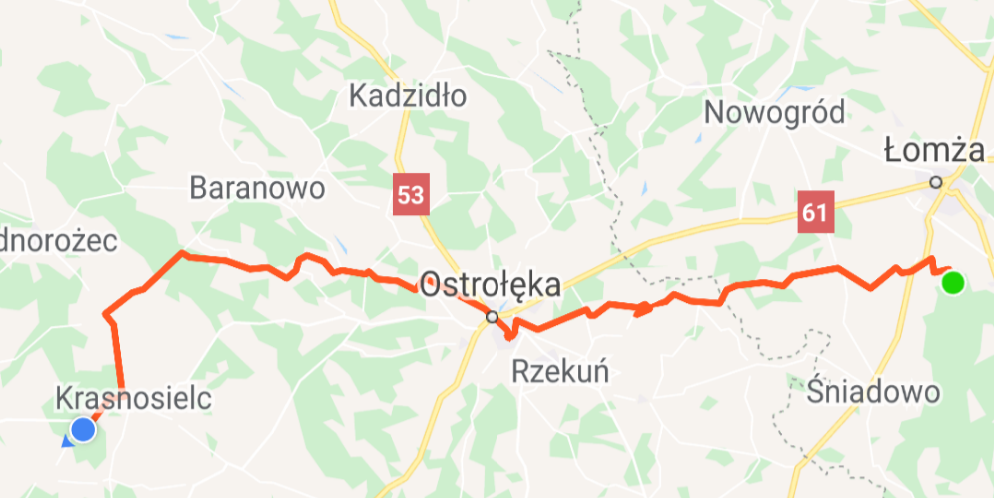 Kadzidło
Nowogród
Łomża
Baranowo
53
61
dnorożec
Ostrołęka
Rzekuń
Krasnosielc
Śniadowo